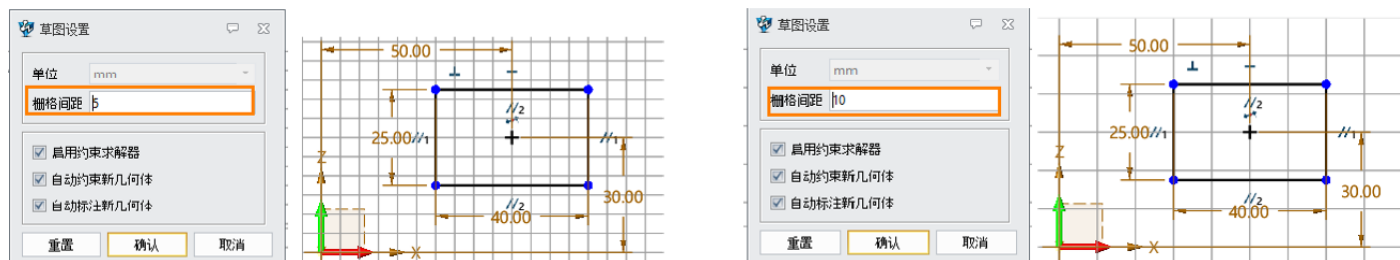 草图设置
单位 mm
栅格间距 5
启用约束求解器
自动约束新几何体
自动标注新几何体
重置 确认 取消
50.00
//2
25.00 //1 //1
Z
30.00
//2
40.00
X
草图设置
单位 mm
栅格间距 10
启用约束求解器
自动约束新几何体
自动标注新几何体
重置 确认 取消
50.00
//2
25.00 //1 //1
Z
30.00
//2
40.00
X